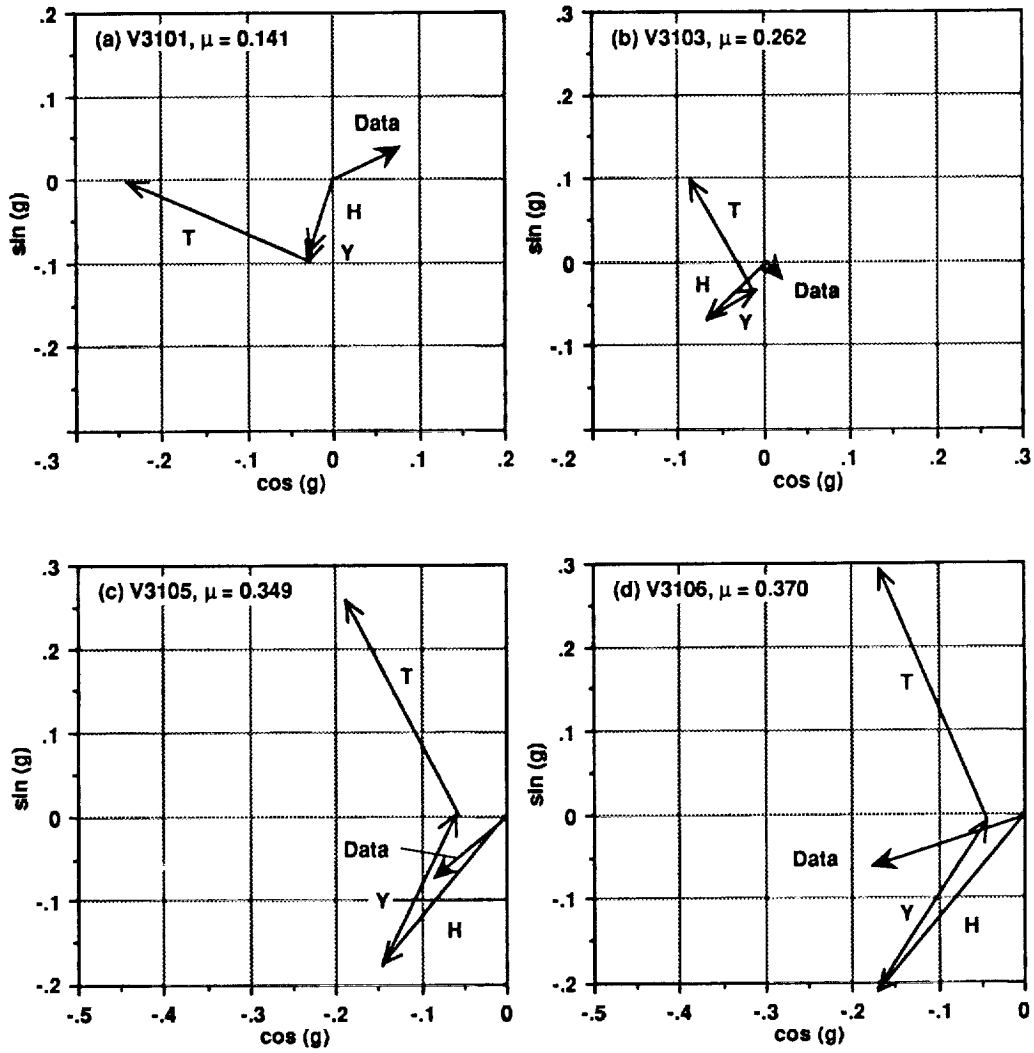 (a) V3101, μ = 0.141
.2
.1
0
-.1
-.2
-.3
-.2
-.1
0
.1
.2
sin (g)
cos (g)
Data
H
Y
T
(b) V3103, μ = 0.262
.3
.2
0.1
0
-.1
-.2
-0.1
0
.1
.2
.3
sin (g)
cos (g)
T
H
Y
Data
(c) V3105, μ = 0.349
.3
.2
.1
0
-.1
-.2
-.5
-.4
-.3
-.2
-.1
0
sin (g)
cos (g)
T
Data
Y
H
(d) V3106, μ = 0.370
.3
.2
0.1
0
-.1
-.2
-.5
-.4
-.3
-.2
-.1
0
sin (g)
cos (g)
T
Data
Y
H